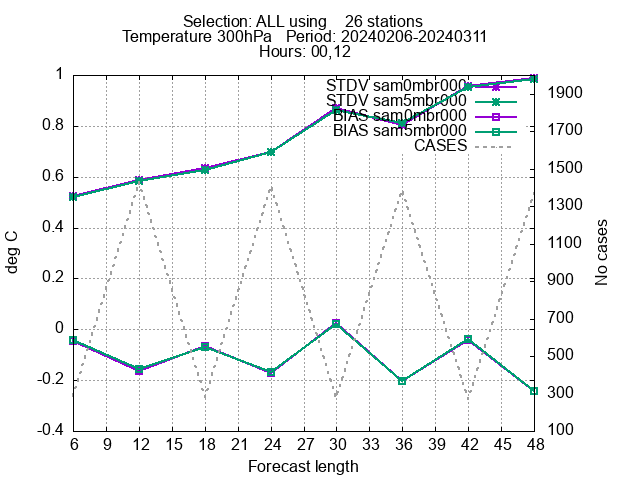 Selection: ALL using 26 stations
Temperature 300hPa Period: 20240206-20240311
Hours: 00,12
STDV sam0mbr000
STDV sam5mbr000
BIAS sam0mbr000
BIAS sam5mbr000
CASES
1
0.8
0.6
0.4
0.2
0
-0.2
-0.4
deg C
1900
1700
1500
1300
1100
900
700
500
300
100
No cases
6 9 12 15 18 21 24 27 30 33 36 39 42 45 48
Forecast length